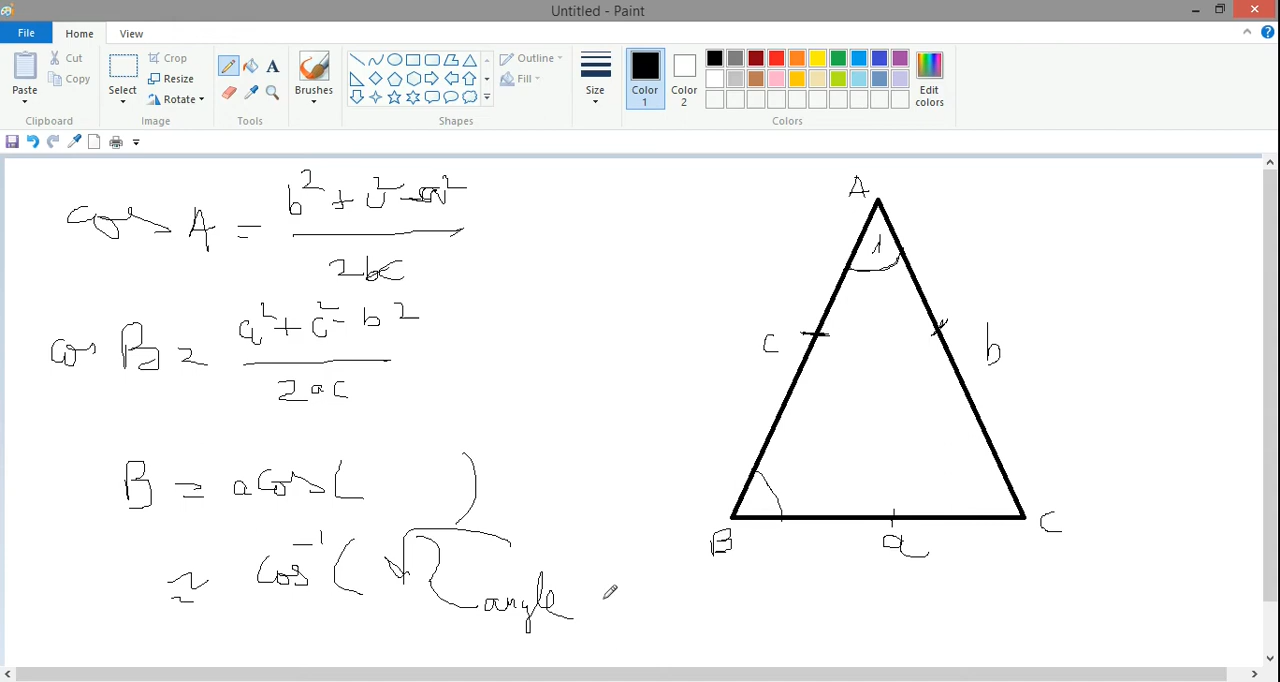 Untitled - Paint
File Home View
Paste
Cut
Copy
Clipboard
Select
Crop
Resize
Rotate
Image
A
Tools
Brushes
Outline
Fill
Shapes
Size
Color 1
Color 2
Edit colors
Colors
cos A = b² + c² - a²
2bc
cos B = a² + c² - b²
2ac
B = acos( )
≈ cos⁻¹ ( √ angle
A
1
c
b
B
a
C